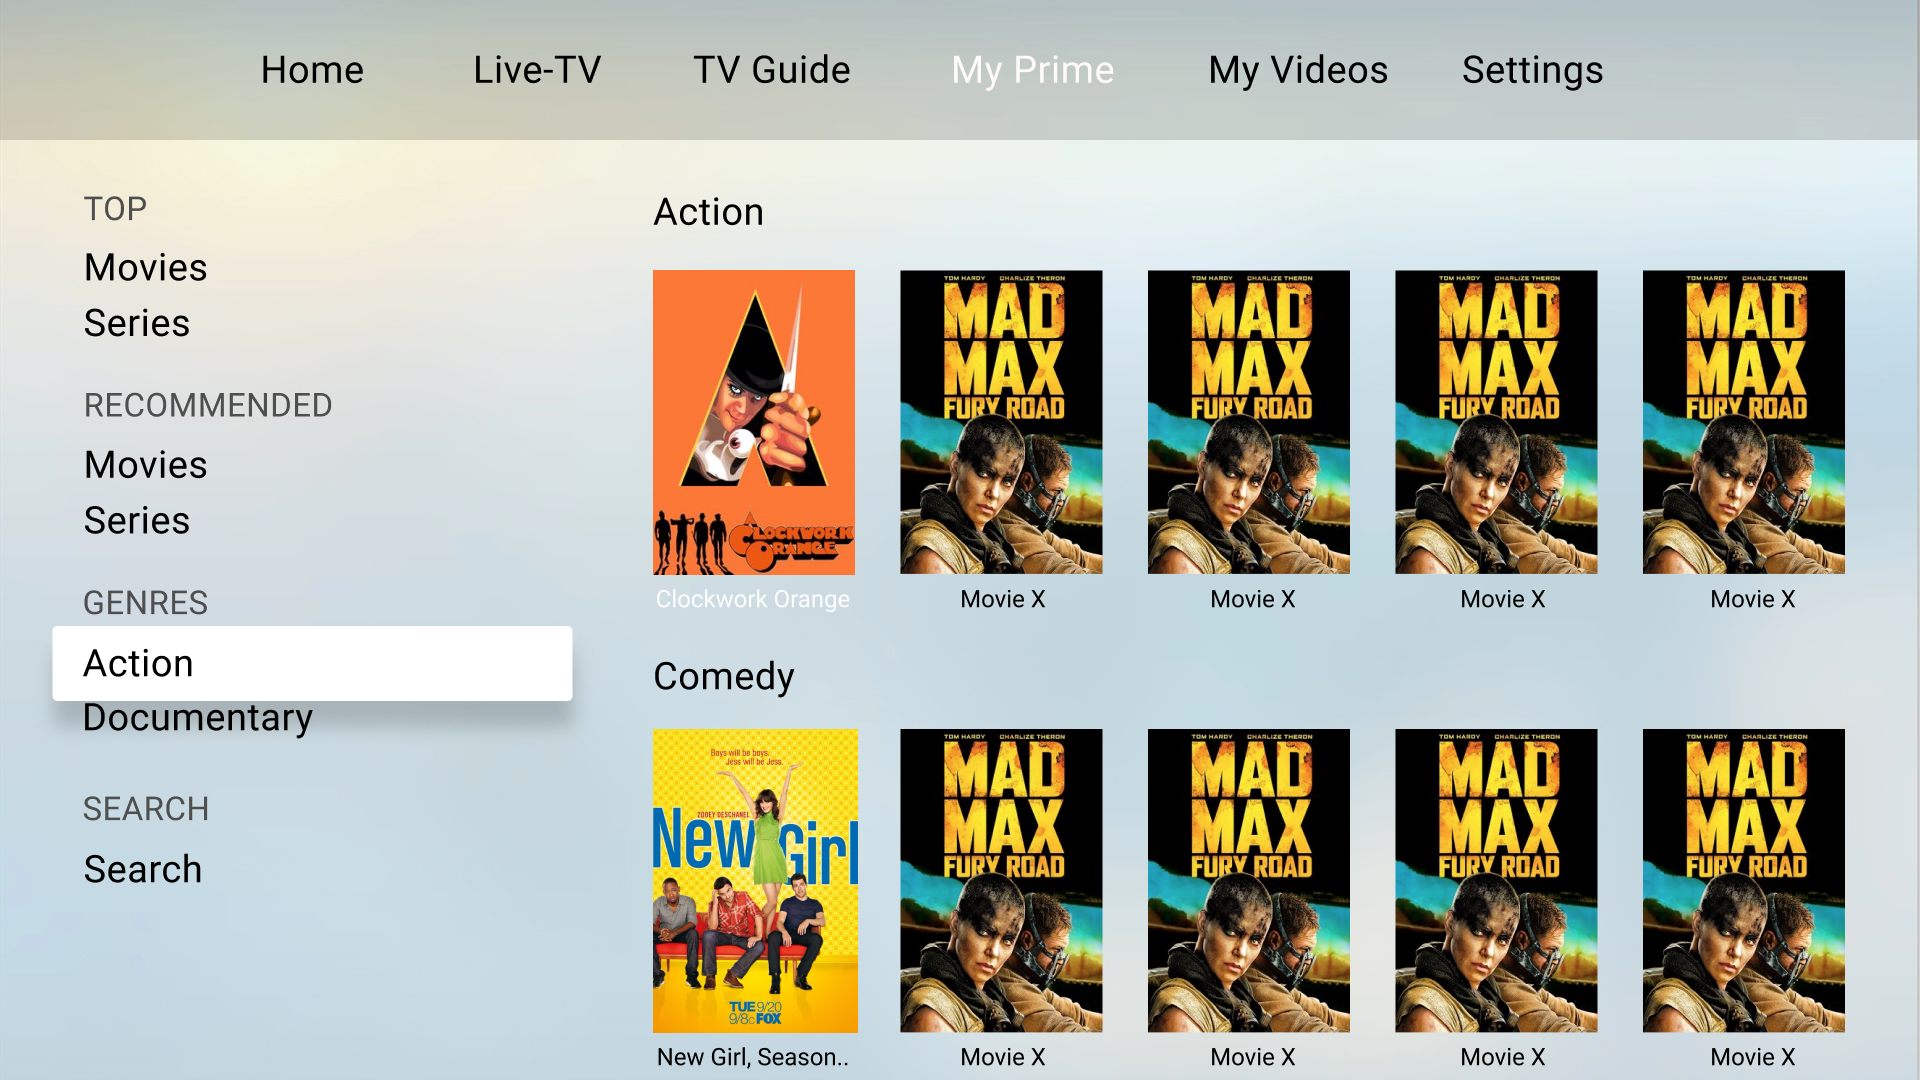 Home Live-TV TV Guide My Prime My Videos Settings
TOP
Movies
Series
RECOMMENDED
Movies
Series
GENRES
Action
Documentary
SEARCH
Search
Action
A CLOCKWORK
ORANGE
TOM HARDY CHARLIZE THERON
MAD
MAX
FURY ROAD
TOM HARDY CHARLIZE THERON
MAD
MAX
FURY ROAD
TOM HARDY CHARLIZE THERON
MAD
MAX
FURY ROAD
TOM HARDY CHARLIZE THERON
MAD
MAX
FURY ROAD
Clockwork Orange Movie X Movie X Movie X Movie X
Comedy
Boys will be boys.
Jess will be Jess.
ZOOEY DESCHANEL
New Girl
TUE 9/20
9/8c FOX
TOM HARDY CHARLIZE THERON
MAD
MAX
FURY ROAD
TOM HARDY CHARLIZE THERON
MAD
MAX
FURY ROAD
TOM HARDY CHARLIZE THERON
MAD
MAX
FURY ROAD
TOM HARDY CHARLIZE THERON
MAD
MAX
FURY ROAD
New Girl, Season.. Movie X Movie X Movie X Movie X